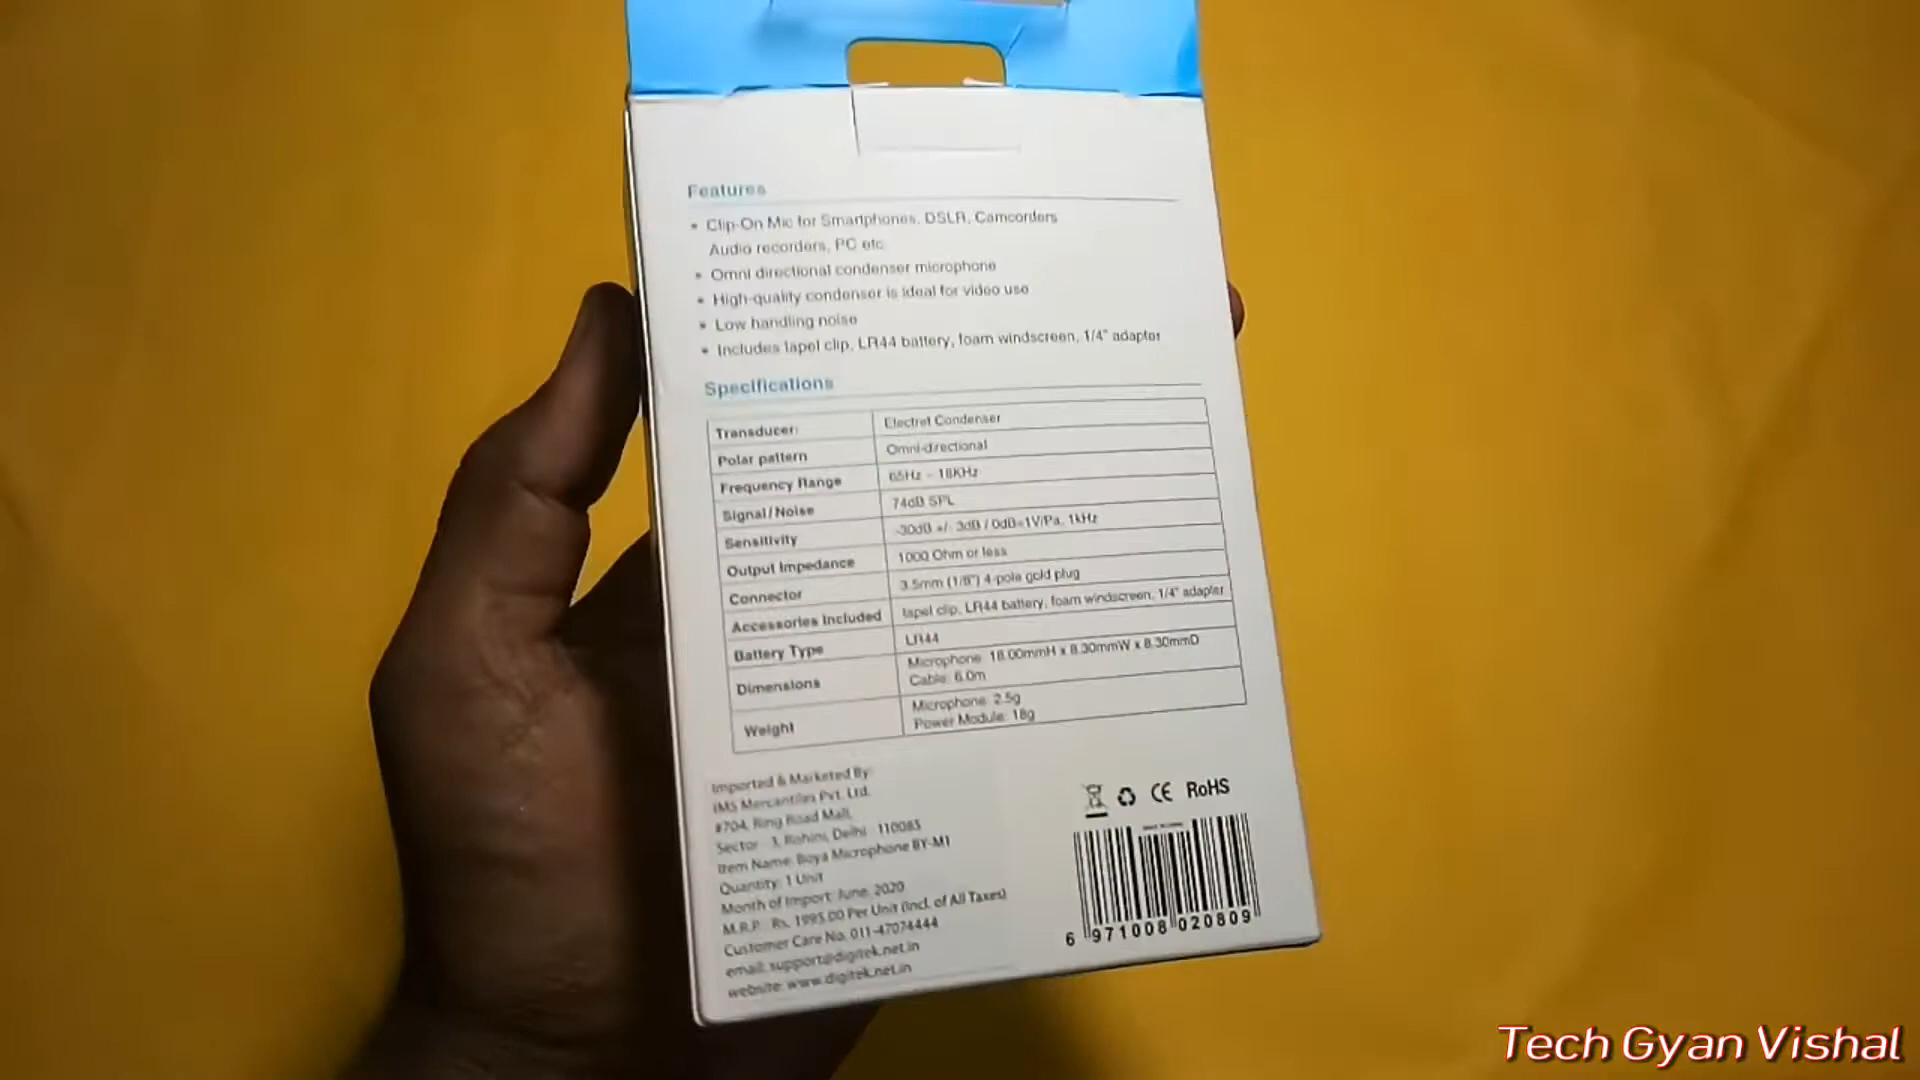 Features
• Clip-On Mic for Smartphones, DSLR, Camcorders
Audio recorders, PC etc
• Omni directional condenser microphone
• High-quality condenser is ideal for video use
• Low handling noise
• Includes lapel clip, LR44 battery, foam windscreen, 1/4" adapter
Specifications
Transducer: Electret Condenser
Polar pattern Omni-directional
Frequency Range 65Hz ~ 18KHz
Signal/Noise 74dB SPL
Sensitivity -30dB +/- 3dB / 0dB=1V/Pa, 1kHz
Output Impedance 1000 Ohm or less
Connector 3.5mm (1/8") 4-pole gold plug
Accessories Included lapel clip, LR44 battery, foam windscreen, 1/4" adapter
Battery Type LR44
Dimensions Microphone: 18.00mmH x 8.30mmW x 8.30mmD
Cable: 6.0m
Weight Microphone: 2.5g
Power Module: 18g
Imported & Marketed By:
IMS Mercantiles Pvt. Ltd.
#704, Ring Road Mall,
Sector - 3, Rohini, Delhi - 110085
Item Name: Boya Microphone BY-M1
Quantity: 1 Unit
Month of Import: June, 2020
M.R.P.: Rs. 1995.00 Per Unit (Incl. of All Taxes)
Customer Care No. 011-47074444
email: support@digitek.net.in
website: www.digitek.net.in
CE RoHS
6 971008 020809
Tech Gyan Vishal